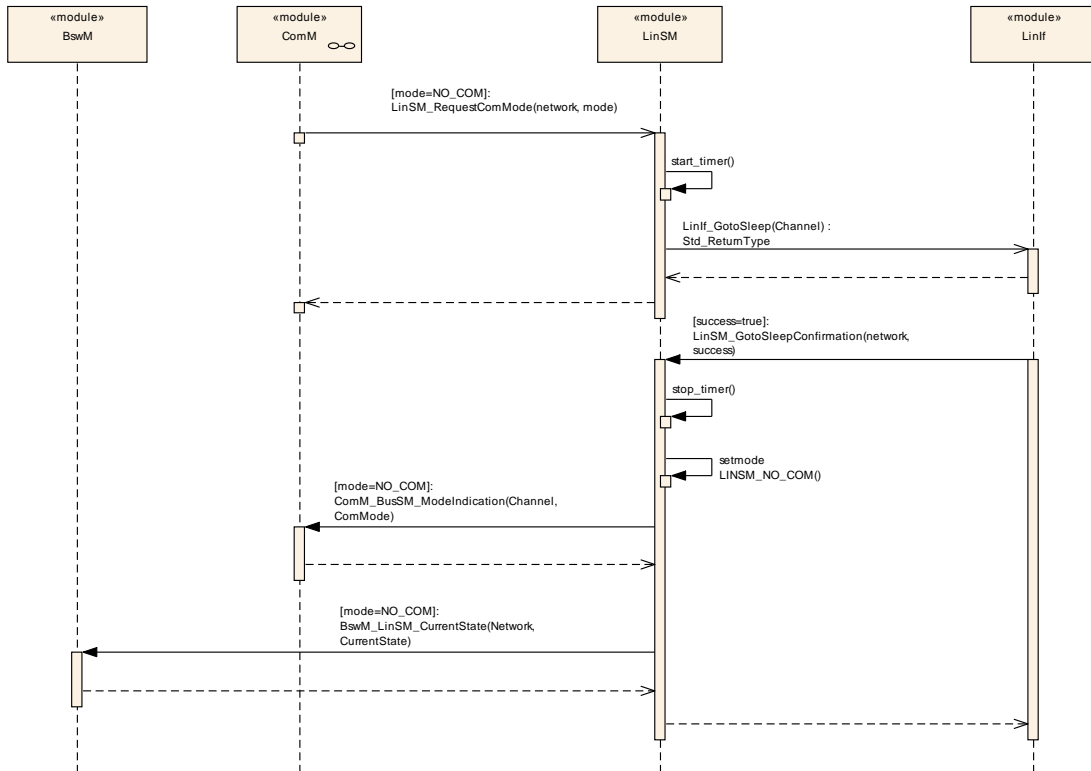 «module»
BswM
«module»
ComM
«module»
LinSM
«module»
LinIf
[mode=NO_COM]:
LinSM_RequestComMode(network, mode)
start_timer()
LinIf_GotoSleep(Channel) :
Std_ReturnType
[success=true]:
LinSM_GotoSleepConfirmation(network,
success)
stop_timer()
setmode
LINSM_NO_COM()
[mode=NO_COM]:
ComM_BusSM_ModeIndication(Channel,
ComMode)
[mode=NO_COM]:
BswM_LinSM_CurrentState(Network,
CurrentState)